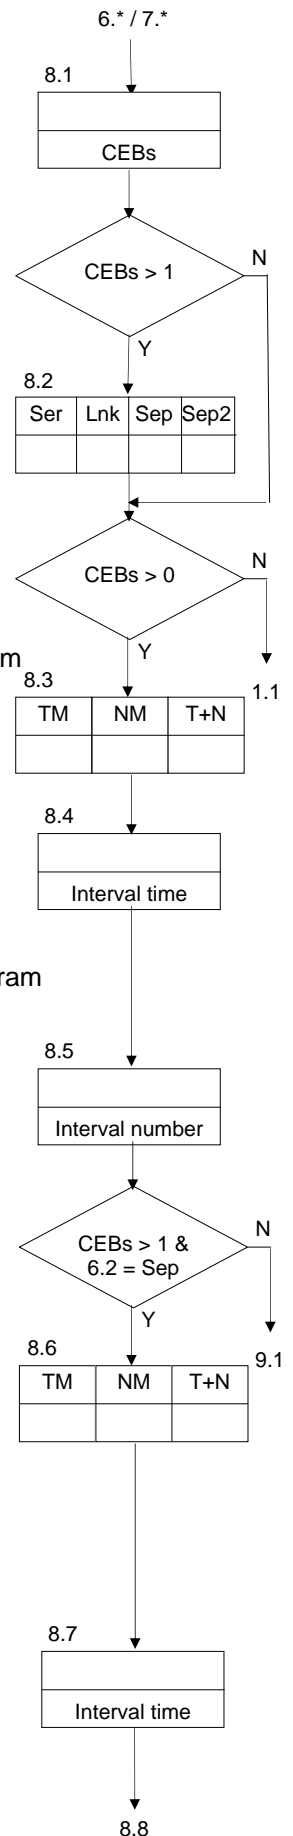 6.* / 7.*
8.1
CEBs
CEBs > 1
N
Y
8.2
Ser Lnk Sep Sep2
CEBs > 0
N
Y
m
8.3
1.1
TM NM T+N
8.4
Interval time
ram
8.5
Interval number
CEBs > 1 &
6.2 = Sep
N
Y
8.6
9.1
TM NM T+N
8.7
Interval time
8.8